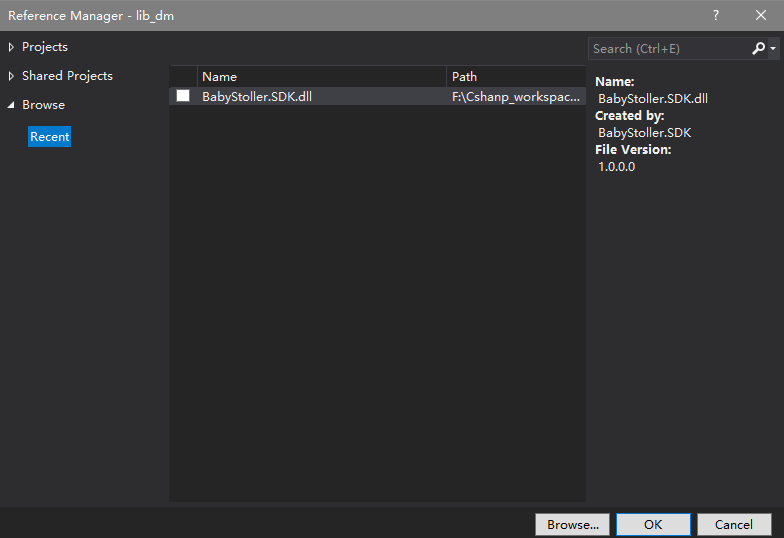 Reference Manager - lib_dm
?
Projects
Shared Projects
Browse
Recent
Name Path
BabyStoller.SDK.dll F:\Cshanp_workspac...
Search (Ctrl+E)
Name:
BabyStoller.SDK.dll
Created by:
BabyStoller.SDK
File Version:
1.0.0.0
Browse... OK Cancel